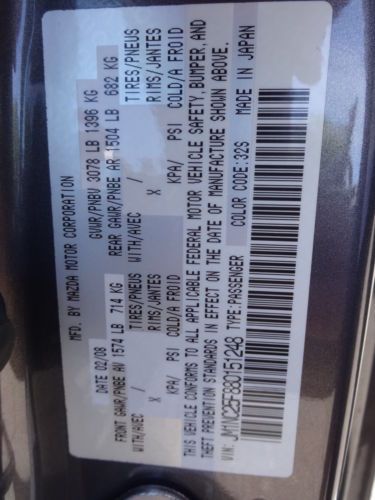 MFD. BY MAZDA MOTOR CORPORATION
DATE 02/08 GVWR/PNBV 3078 LB 1396 KG
FRONT GAWR/PNBE AV 1574 LB 714 KG REAR GAWR/PNBE AR 1504 LB 682 KG
WITH/AVEC TIRES/PNEUS WITH/AVEC TIRES/PNEUS
/ X RIMS/JANTES / X RIMS/JANTES
KPA/ PSI COLD/A FROID KPA/ PSI COLD/A FROID
THIS VEHICLE CONFORMS TO ALL APPLICABLE FEDERAL MOTOR VEHICLE SAFETY, BUMPER, AND
THEFT PREVENTION STANDARDS IN EFFECT ON THE DATE OF MANUFACTURE SHOWN ABOVE.
VIN: JM1NC25F880151248 TYPE:PASSENGER
COLOR CODE:32S MADE IN JAPAN